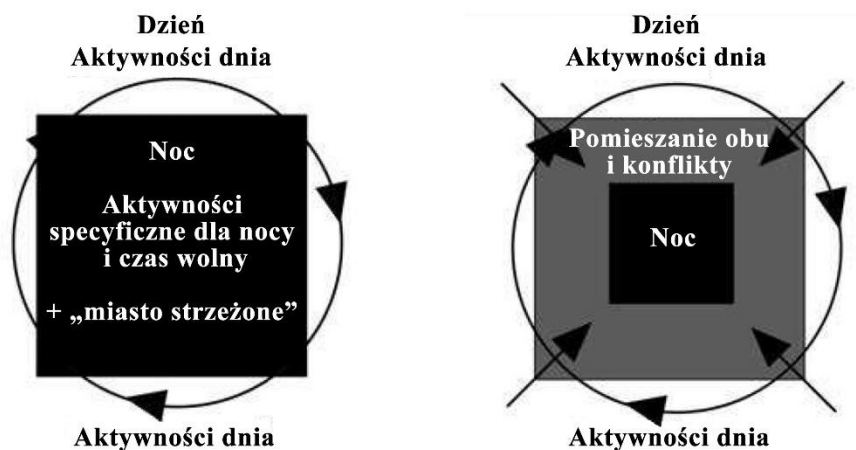 Dzień
Aktywności dnia
Noc
Aktywności
specyficzne dla nocy
i czas wolny
+ „miasto strzeżone”
Aktywności dnia
Dzień
Aktywności dnia
Pomieszanie obu
i konflikty
Noc
Aktywności dnia